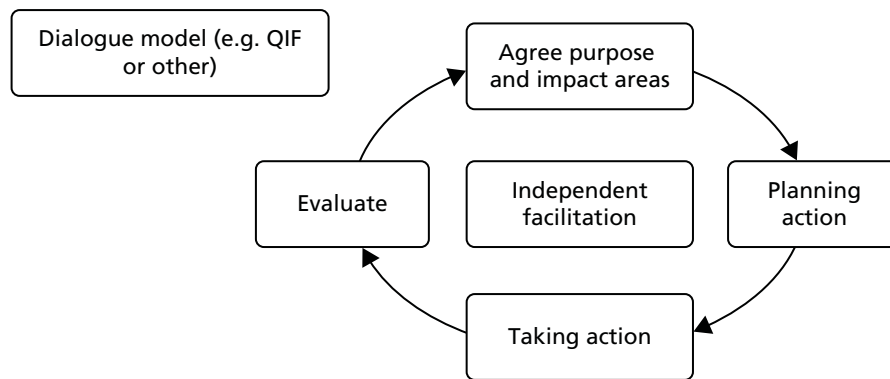 Dialogue model (e.g. QIF
or other)
Agree purpose
and impact areas
Evaluate
Independent
facilitation
Planning
action
Taking action